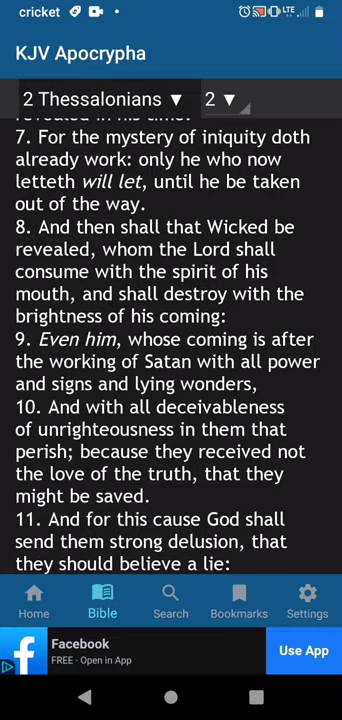 cricket
LTE
KJV Apocrypha
2 Thessalonians ▼ 2 ▼
revealed in his time.
7. For the mystery of iniquity doth
already work: only he who now
letteth will let, until he be taken
out of the way.
8. And then shall that Wicked be
revealed, whom the Lord shall
consume with the spirit of his
mouth, and shall destroy with the
brightness of his coming:
9. Even him, whose coming is after
the working of Satan with all power
and signs and lying wonders,
10. And with all deceivableness
of unrighteousness in them that
perish; because they received not
the love of the truth, that they
might be saved.
11. And for this cause God shall
send them strong delusion, that
they should believe a lie:
Home Bible Search Bookmarks Settings
Facebook
FREE · Open in App
Use App